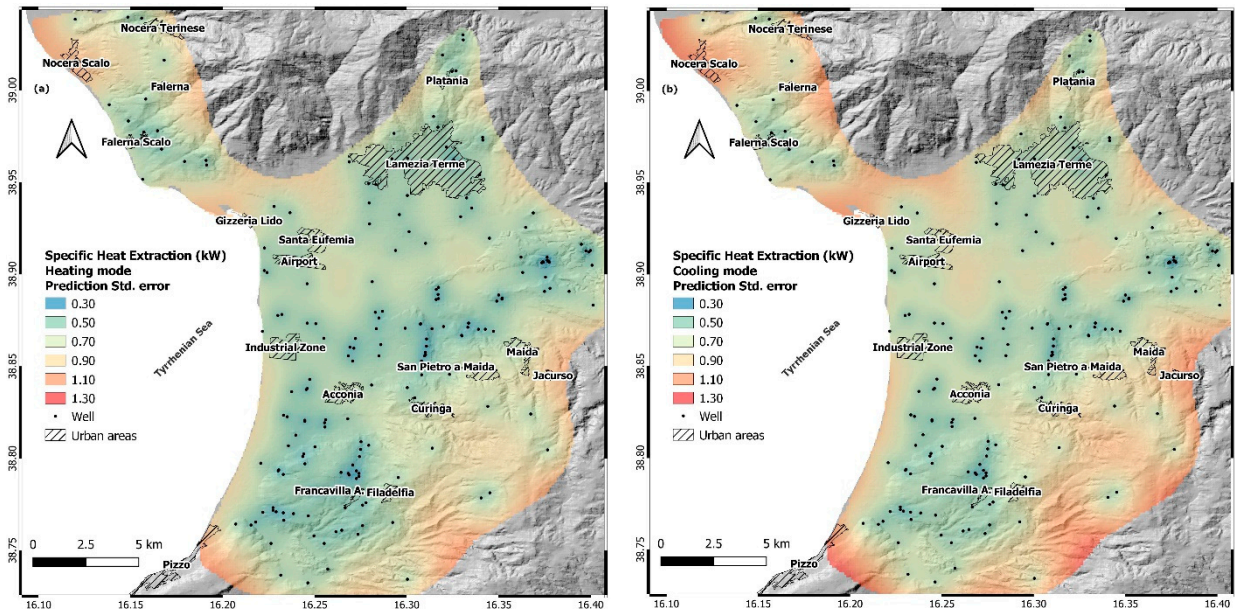 Nocera Terinese
Nocera Scalo
39.00
(a)
Falerna
Platania
Falerna Scalo
Lamezia Terme
38.95
Gizzeria Lido
Santa Eufemia
Airport
Specific Heat Extraction (kW)
Heating mode
Prediction Std. error
38.90
0.30
0.50
0.70
0.90
1.10
1.30
Well
Urban areas
Tyrrhenian Sea
Industrial Zone
38.85
San Pietro a Maida
Maida
Jacurso
Acconia
Curinga
38.80
Francavilla A.
Filadelfia
38.75
0 2.5 5 km
Pizzo
16.10 16.15 16.20 16.25 16.30 16.35 16.40
Nocera Terinese
Nocera Scalo
39.00
(b)
Falerna
Platania
Falerna Scalo
Lamezia Terme
38.95
Gizzeria Lido
Santa Eufemia
Airport
Specific Heat Extraction (kW)
Cooling mode
Prediction Std. error
38.90
0.30
0.50
0.70
0.90
1.10
1.30
Well
Urban areas
Tyrrhenian Sea
Industrial Zone
38.85
San Pietro a Maida
Maida
Jacurso
Acconia
Curinga
38.80
Francavilla A.
Filadelfia
38.75
0 2.5 5 km
Pizzo
16.10 16.15 16.20 16.25 16.30 16.35 16.40